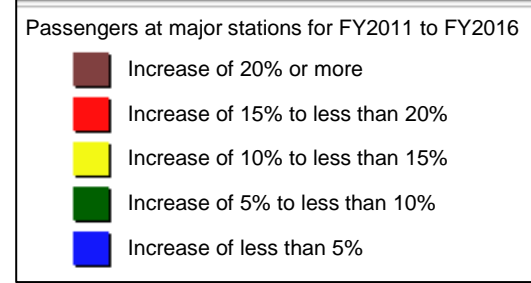 Passengers at major stations for FY2011 to FY2016
Increase of 20% or more
Increase of 15% to less than 20%
Increase of 10% to less than 15%
Increase of 5% to less than 10%
Increase of less than 5%